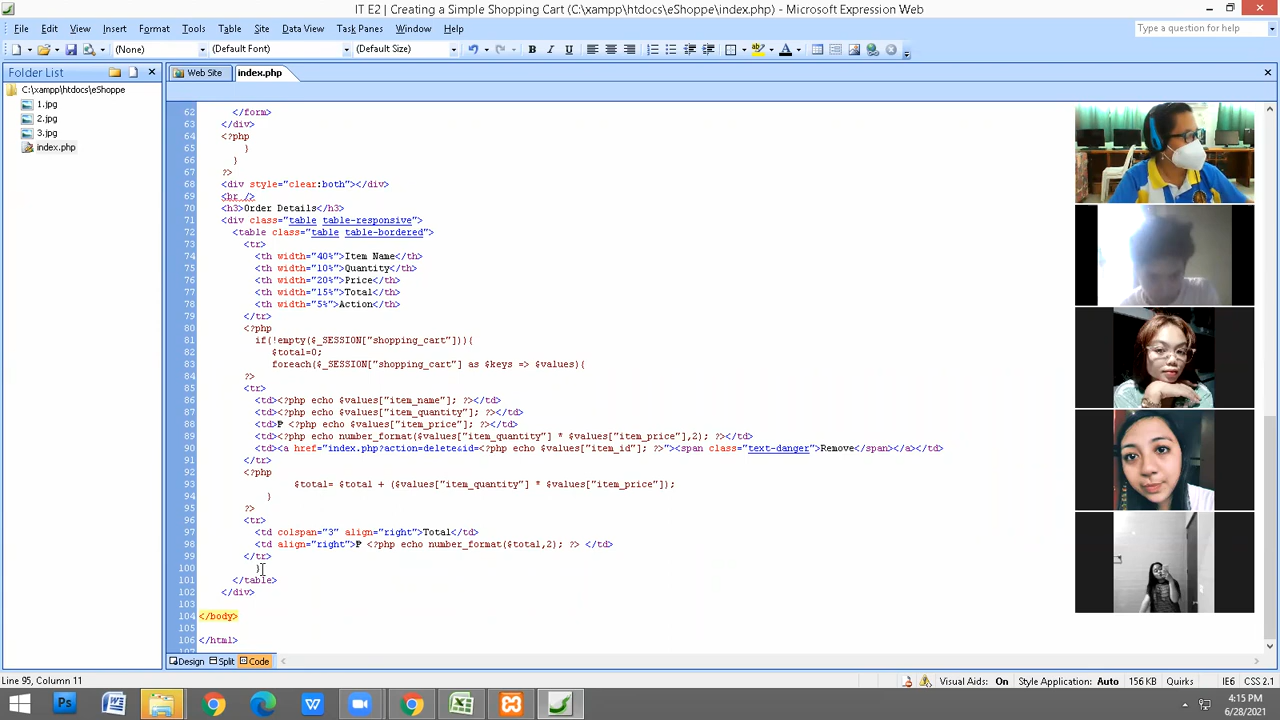 IT E2 | Creating a Simple Shopping Cart (C:\xampp\htdocs\eShoppe\index.php) - Microsoft Expression Web
File Edit View Insert Format Tools Table Site Data View Task Panes Window Help
Type a question for help
(None) (Default Font) (Default Size)
Folder List
Web Site index.php
C:\xampp\htdocs\eShoppe
1.jpg
2.jpg
3.jpg
index.php
62 </form>
63 </div>
64 <?php
65 }
66 }
67 ?>
68 <div style="clear:both"></div>
69 <br />
70 <h3>Order Details</h3>
71 <div class="table table-responsive">
72 <table class="table table-bordered">
73 <tr>
74 <th width="40%">Item Name</th>
75 <th width="10%">Quantity</th>
76 <th width="20%">Price</th>
77 <th width="15%">Total</th>
78 <th width="5%">Action</th>
79 </tr>
80 <?php
81 if(!empty($_SESSION["shopping_cart"])){
82 $total=0;
83 foreach($_SESSION["shopping_cart"] as $keys => $values){
84 ?>
85 <tr>
86 <td><?php echo $values["item_name"]; ?></td>
87 <td><?php echo $values["item_quantity"]; ?></td>
88 <td>P <?php echo $values["item_price"]; ?></td>
89 <td><?php echo number_format($values["item_quantity"] * $values["item_price"],2); ?></td>
90 <td><a href="index.php?action=delete&id=<?php echo $values["item_id"]; ?>"><span class="text-danger">Remove</span></a></td>
91 </tr>
92 <?php
93 $total= $total + ($values["item_quantity"] * $values["item_price"]);
94 }
95 ?>
96 <tr>
97 <td colspan="3" align="right">Total</td>
98 <td align="right">P <?php echo number_format($total,2); ?> </td>
99 </tr>
100 }
101 </table>
102 </div>
103
104 </body>
105
106 </html>
107
Design Split Code
Line 95, Column 11
Visual Aids: On Style Application: Auto 156 KB Quirks IE6 CSS 2.1
4:15 PM
6/28/2021